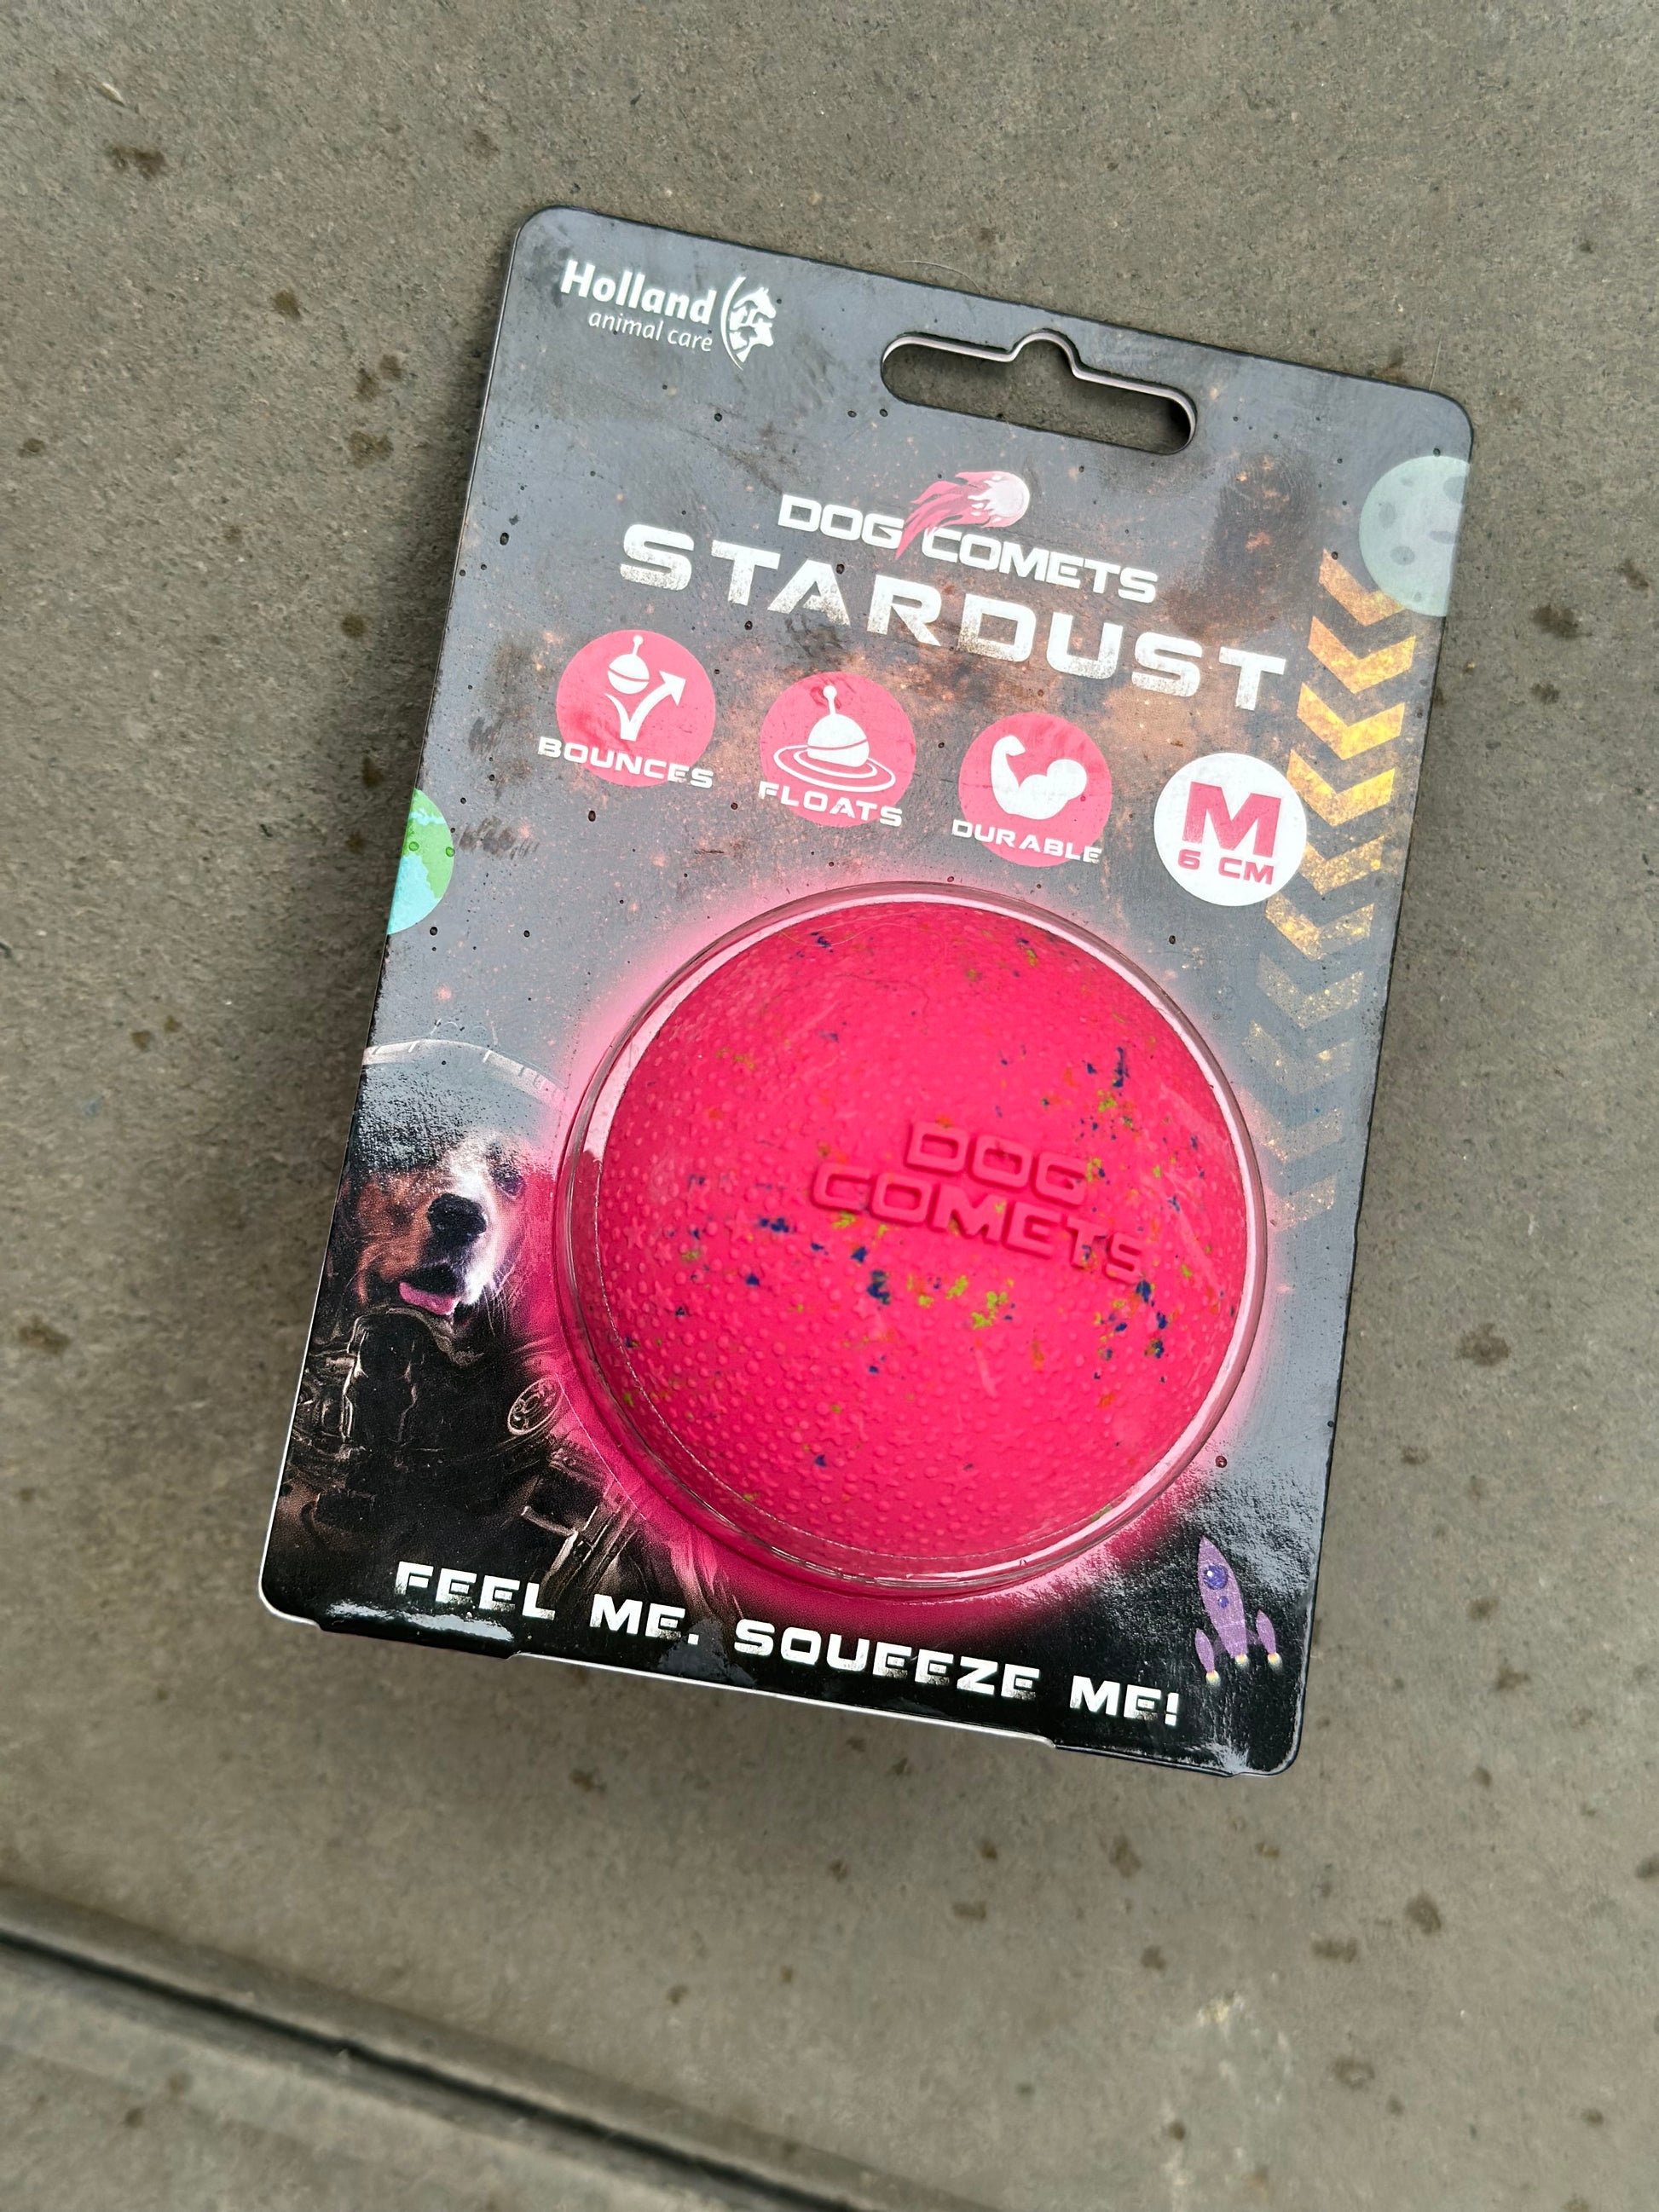 Holland
animal care
DOG COMETS
STARDUST
BOUNCES
FLOATS
DURABLE
M
6 CM
DOG
COMETS
FEEL ME. SQUEEZE ME!